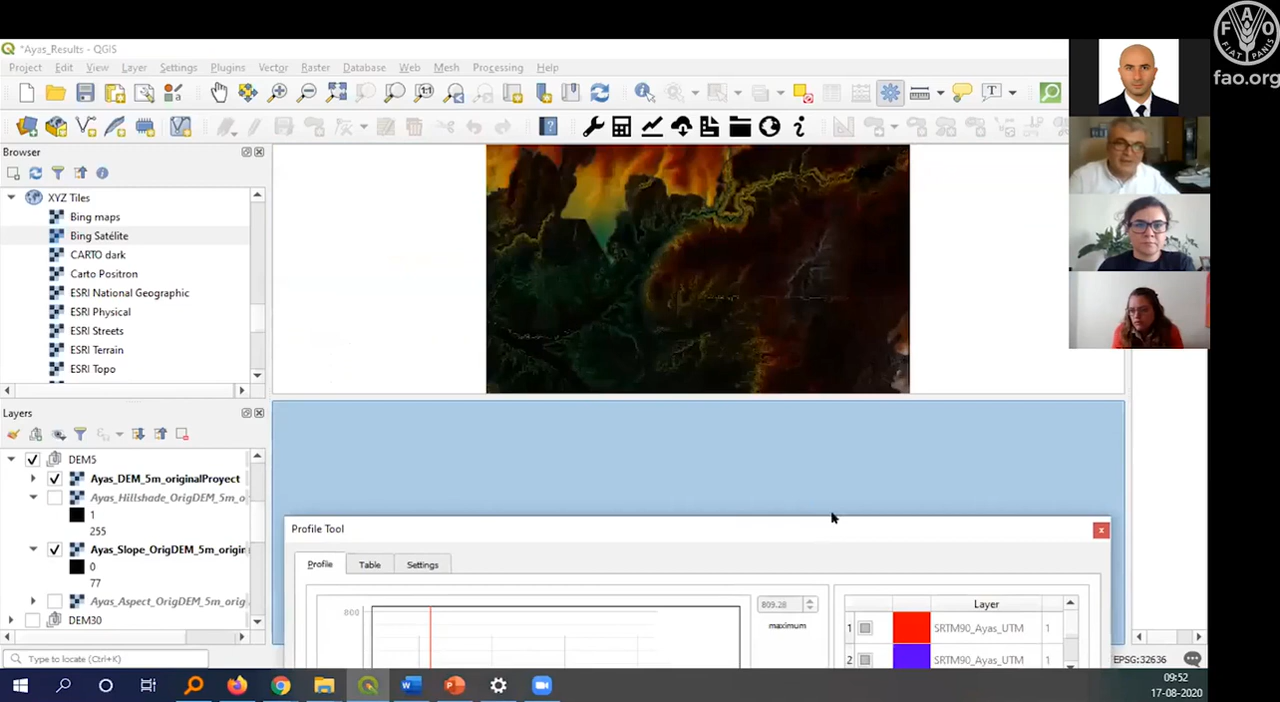 F A O
FIAT PANIS
fao.org
*Ayas_Results - QGIS
Project Edit View Layer Settings Plugins Vector Raster Database Web Mesh Processing Help
Browser
XYZ Tiles
Bing maps
Bing Satélite
CARTO dark
Carto Positron
ESRI National Geographic
ESRI Physical
ESRI Streets
ESRI Terrain
ESRI Topo
Layers
DEM5
Ayas_DEM_5m_originalProyect
Ayas_Hillshade_OrigDEM_5m_o
1
255
Ayas_Slope_OrigDEM_5m_origin
0
77
Ayas_Aspect_OrigDEM_5m_orig
DEM30
Profile Tool
Profile Table Settings
800
809.28
maximum
Layer
1 SRTM90_Ayas_UTM 1
2 SRTM90_Ayas_UTM 1
Type to locate (Ctrl+K)
EPSG:32636
09:52
17-08-2020